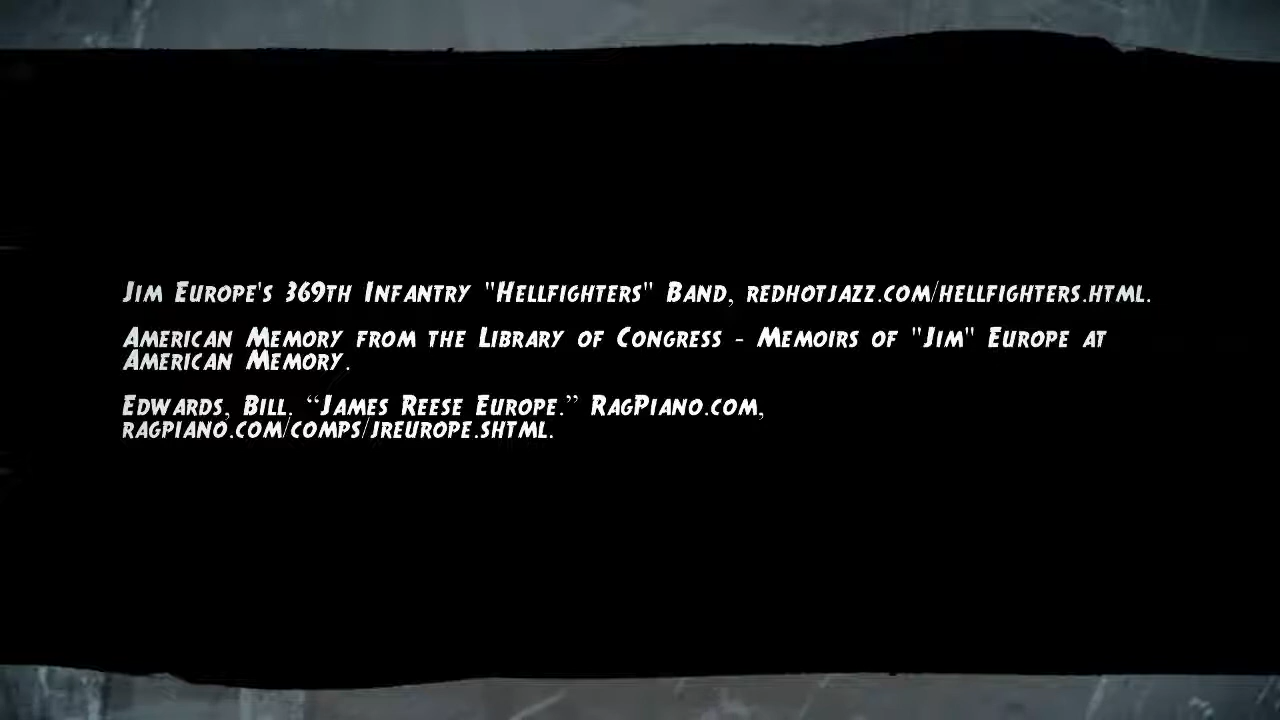 Jim Europe's 369th Infantry "Hellfighters" Band, redhotjazz.com/hellfighters.html.
American Memory from the Library of Congress - Memoirs of "Jim" Europe at
American Memory.
Edwards, Bill. “James Reese Europe.” RagPiano.com,
ragpiano.com/comps/jreurope.shtml.